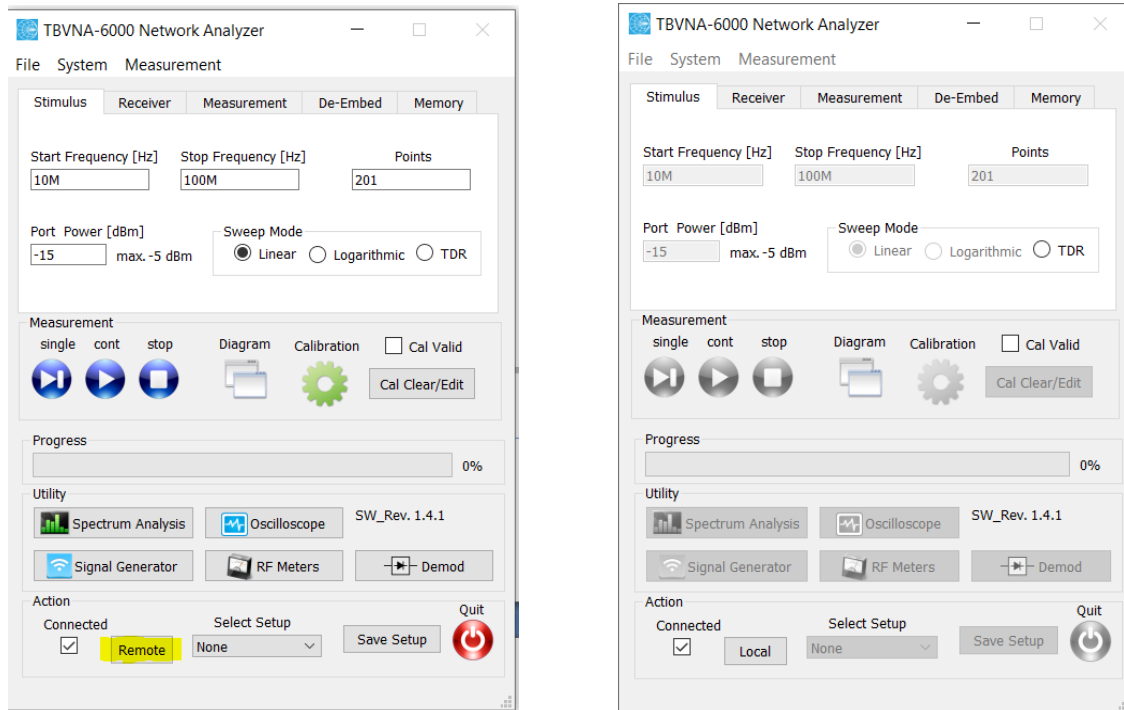 TBVNA-6000 Network Analyzer
File System Measurement
Stimulus Receiver Measurement De-Embed Memory
Start Frequency [Hz] Stop Frequency [Hz] Points
10M 100M 201
Port Power [dBm] Sweep Mode
-15 max. -5 dBm Linear Logarithmic TDR
Measurement
single cont stop Diagram Calibration Cal Valid
Cal Clear/Edit
Progress
0%
Utility
Spectrum Analysis Oscilloscope SW_Rev. 1.4.1
Signal Generator RF Meters Demod
Action
Connected Select Setup Quit
Remote None Save Setup
TBVNA-6000 Network Analyzer
File System Measurement
Stimulus Receiver Measurement De-Embed Memory
Start Frequency [Hz] Stop Frequency [Hz] Points
10M 100M 201
Port Power [dBm] Sweep Mode
-15 max. -5 dBm Linear Logarithmic TDR
Measurement
single cont stop Diagram Calibration Cal Valid
Cal Clear/Edit
Progress
0%
Utility
Spectrum Analysis Oscilloscope SW_Rev. 1.4.1
Signal Generator RF Meters Demod
Action
Connected Select Setup Quit
Local None Save Setup